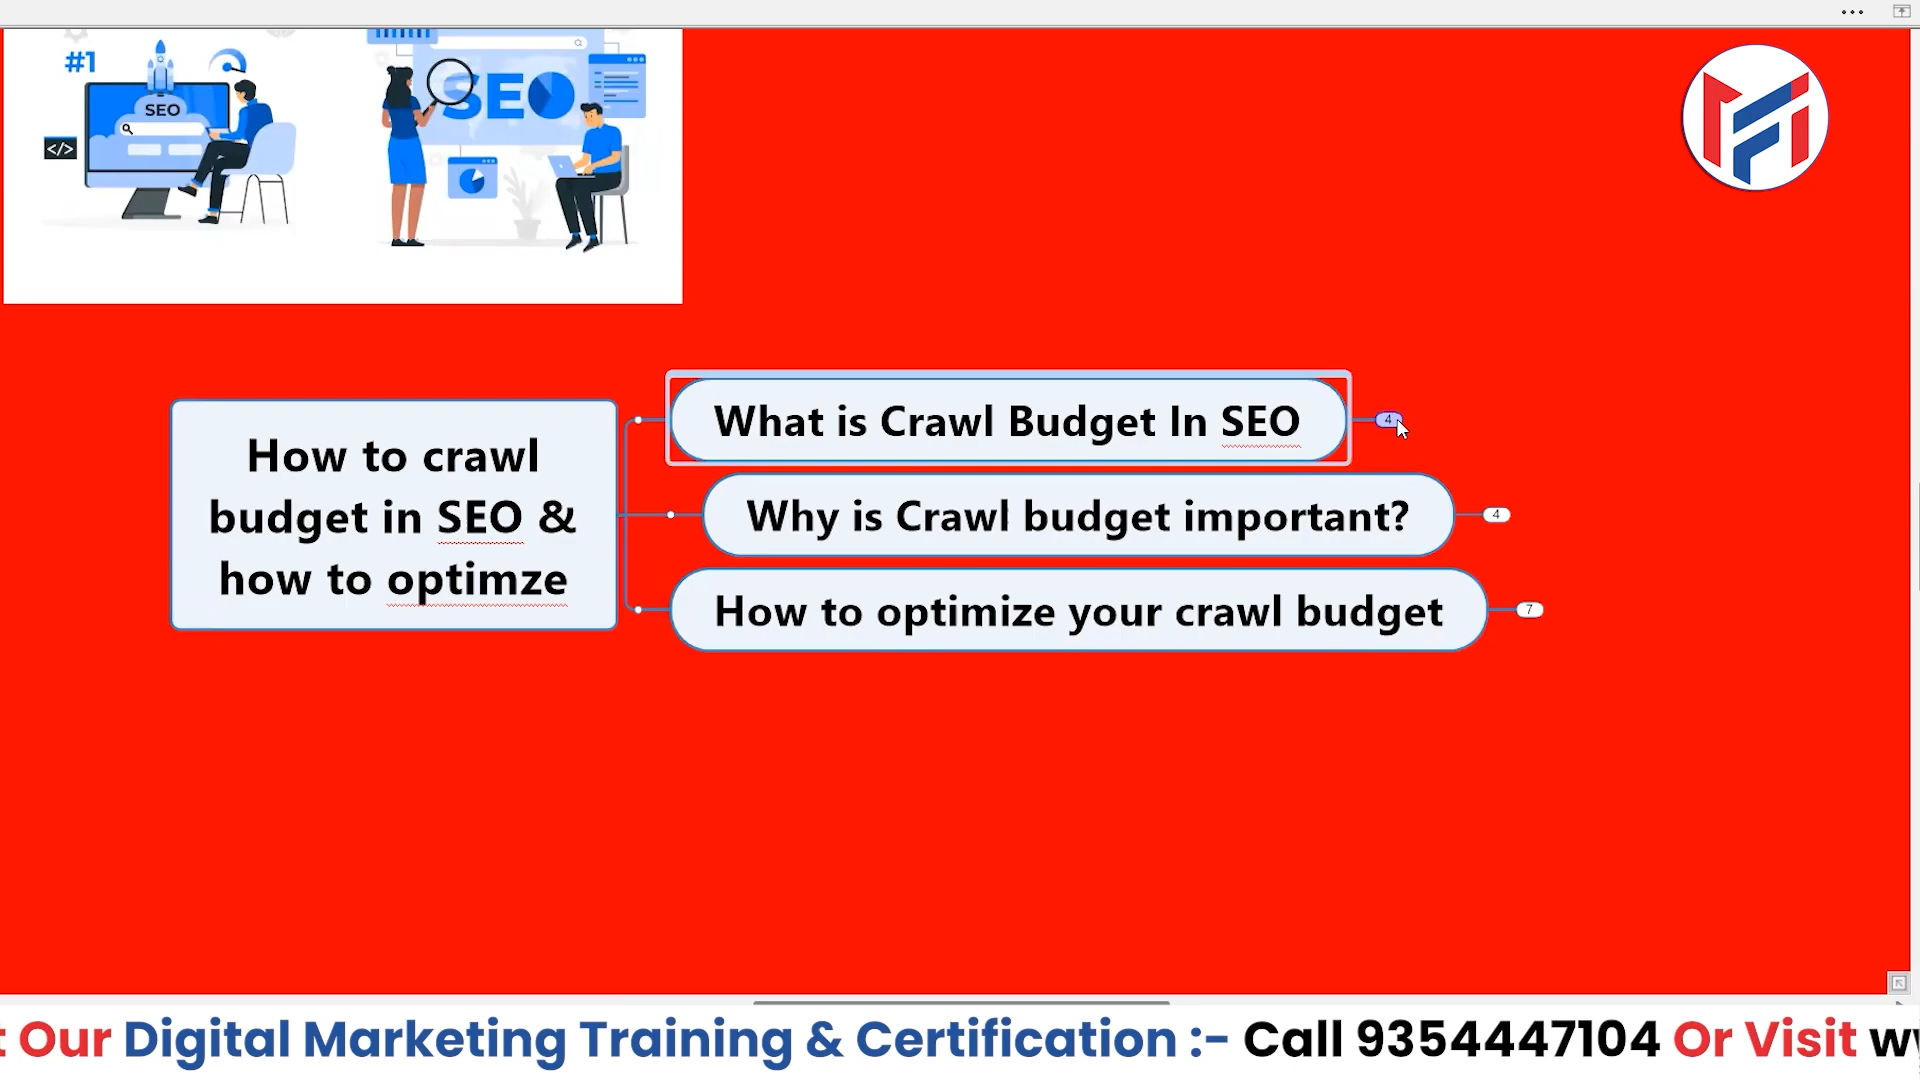 #1
SEO
</>
SEO
How to crawl
budget in SEO &
how to optimze
What is Crawl Budget In SEO
4
Why is Crawl budget important?
4
How to optimize your crawl budget
7
t Our Digital Marketing Training & Certification :- Call 9354447104 Or Visit